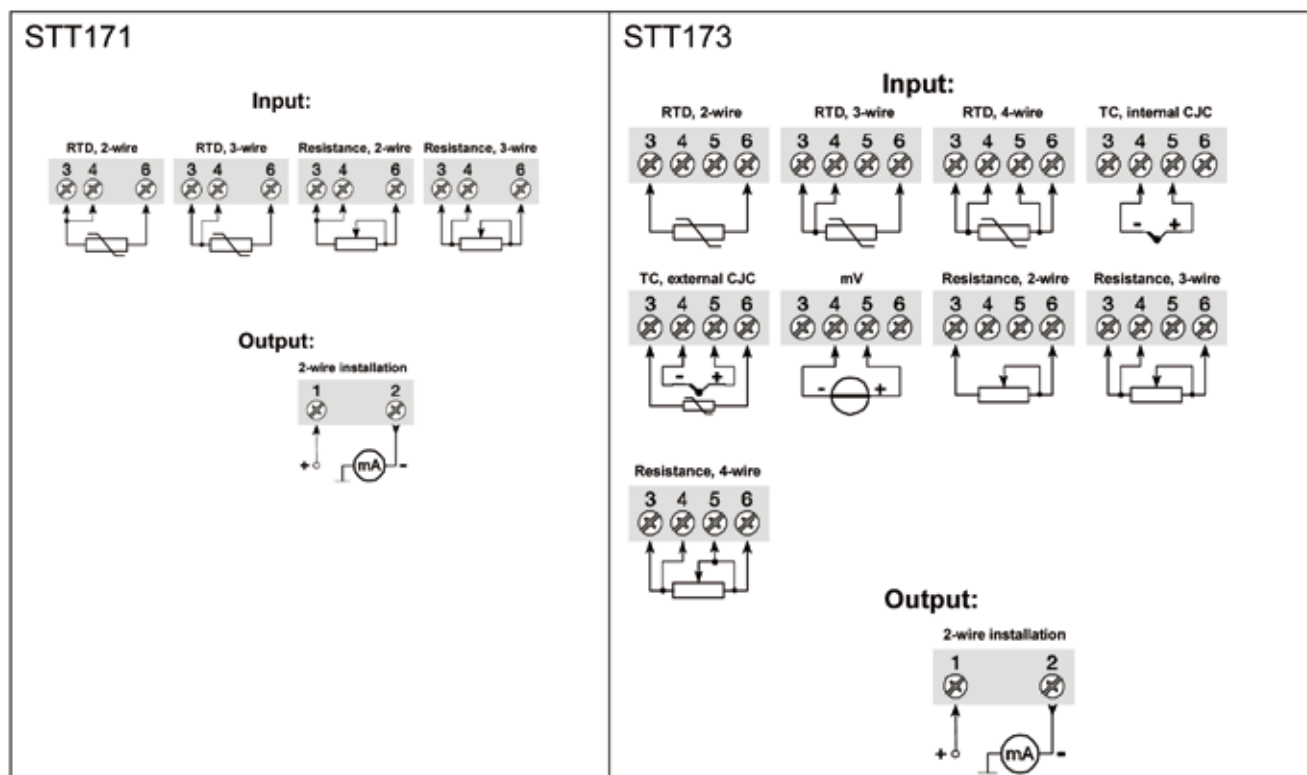 STT171
Input:
RTD, 2-wire
3 4 6
RTD, 3-wire
3 4 6
Resistance, 2-wire
3 4 6
Resistance, 3-wire
3 4 6
Output:
2-wire installation
1 2
+ mA -
STT173
Input:
RTD, 2-wire
3 4 5 6
RTD, 3-wire
3 4 5 6
RTD, 4-wire
3 4 5 6
TC, internal CJC
3 4 5 6
- +
TC, external CJC
3 4 5 6
- +
mV
3 4 5 6
- +
Resistance, 2-wire
3 4 5 6
Resistance, 3-wire
3 4 5 6
Resistance, 4-wire
3 4 5 6
Output:
2-wire installation
1 2
+ mA -